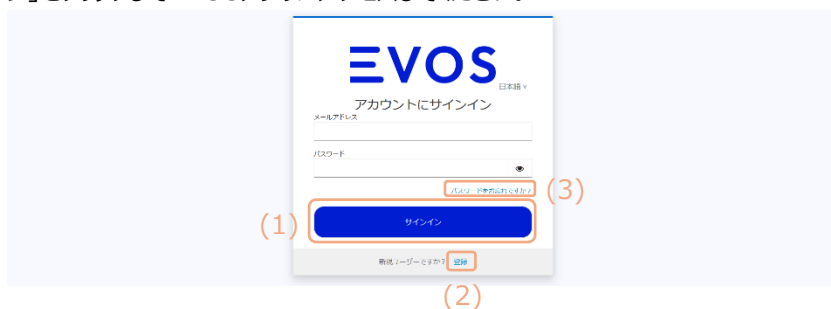 EVOS
日本語
アカウントにサインイン
メールアドレス
パスワード
パスワードをお忘れですか?
(3)
(1)
サインイン
新規ユーザーですか? 登録
(2)